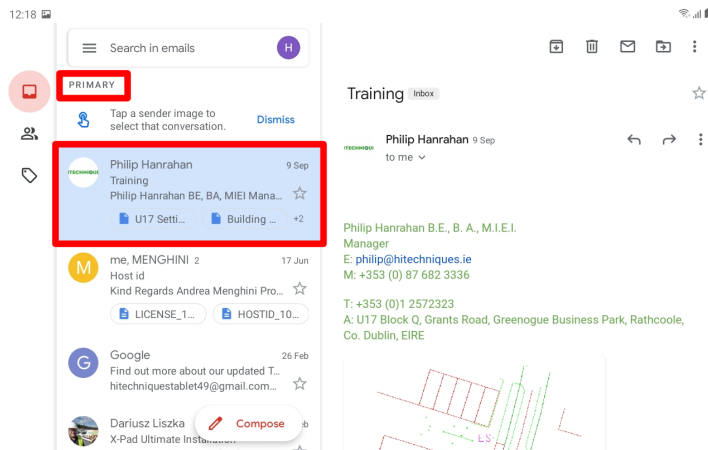 12:18
Search in emails
H
PRIMARY
Tap a sender image to
select that conversation.
Dismiss
HITECHNIQUES
Philip Hanrahan
9 Sep
Training
Philip Hanrahan BE, BA, MIEI Mana...
U17 Setti...
Building ...
+2
M
me, MENGHINI 2
17 Jun
Host id
Kind Regards Andrea Menghini Pro...
LICENSE_1...
HOSTID_10...
G
Google
26 Feb
Find out more about our updated T...
hitechniquestablet49@gmail.com...
Dariusz Liszka
X-Pad Ultimate
Compose
Training
Inbox
HITECHNIQUES
Philip Hanrahan 9 Sep
to me
Philip Hanrahan B.E., B. A., M.I.E.I.
Manager
E: philip@hitechniques.ie
M: +353 (0) 87 682 3336
T: +353 (0)1 2572323
A: U17 Block Q, Grants Road, Greenogue Business Park, Rathcoole,
Co. Dublin, EIRE
ES